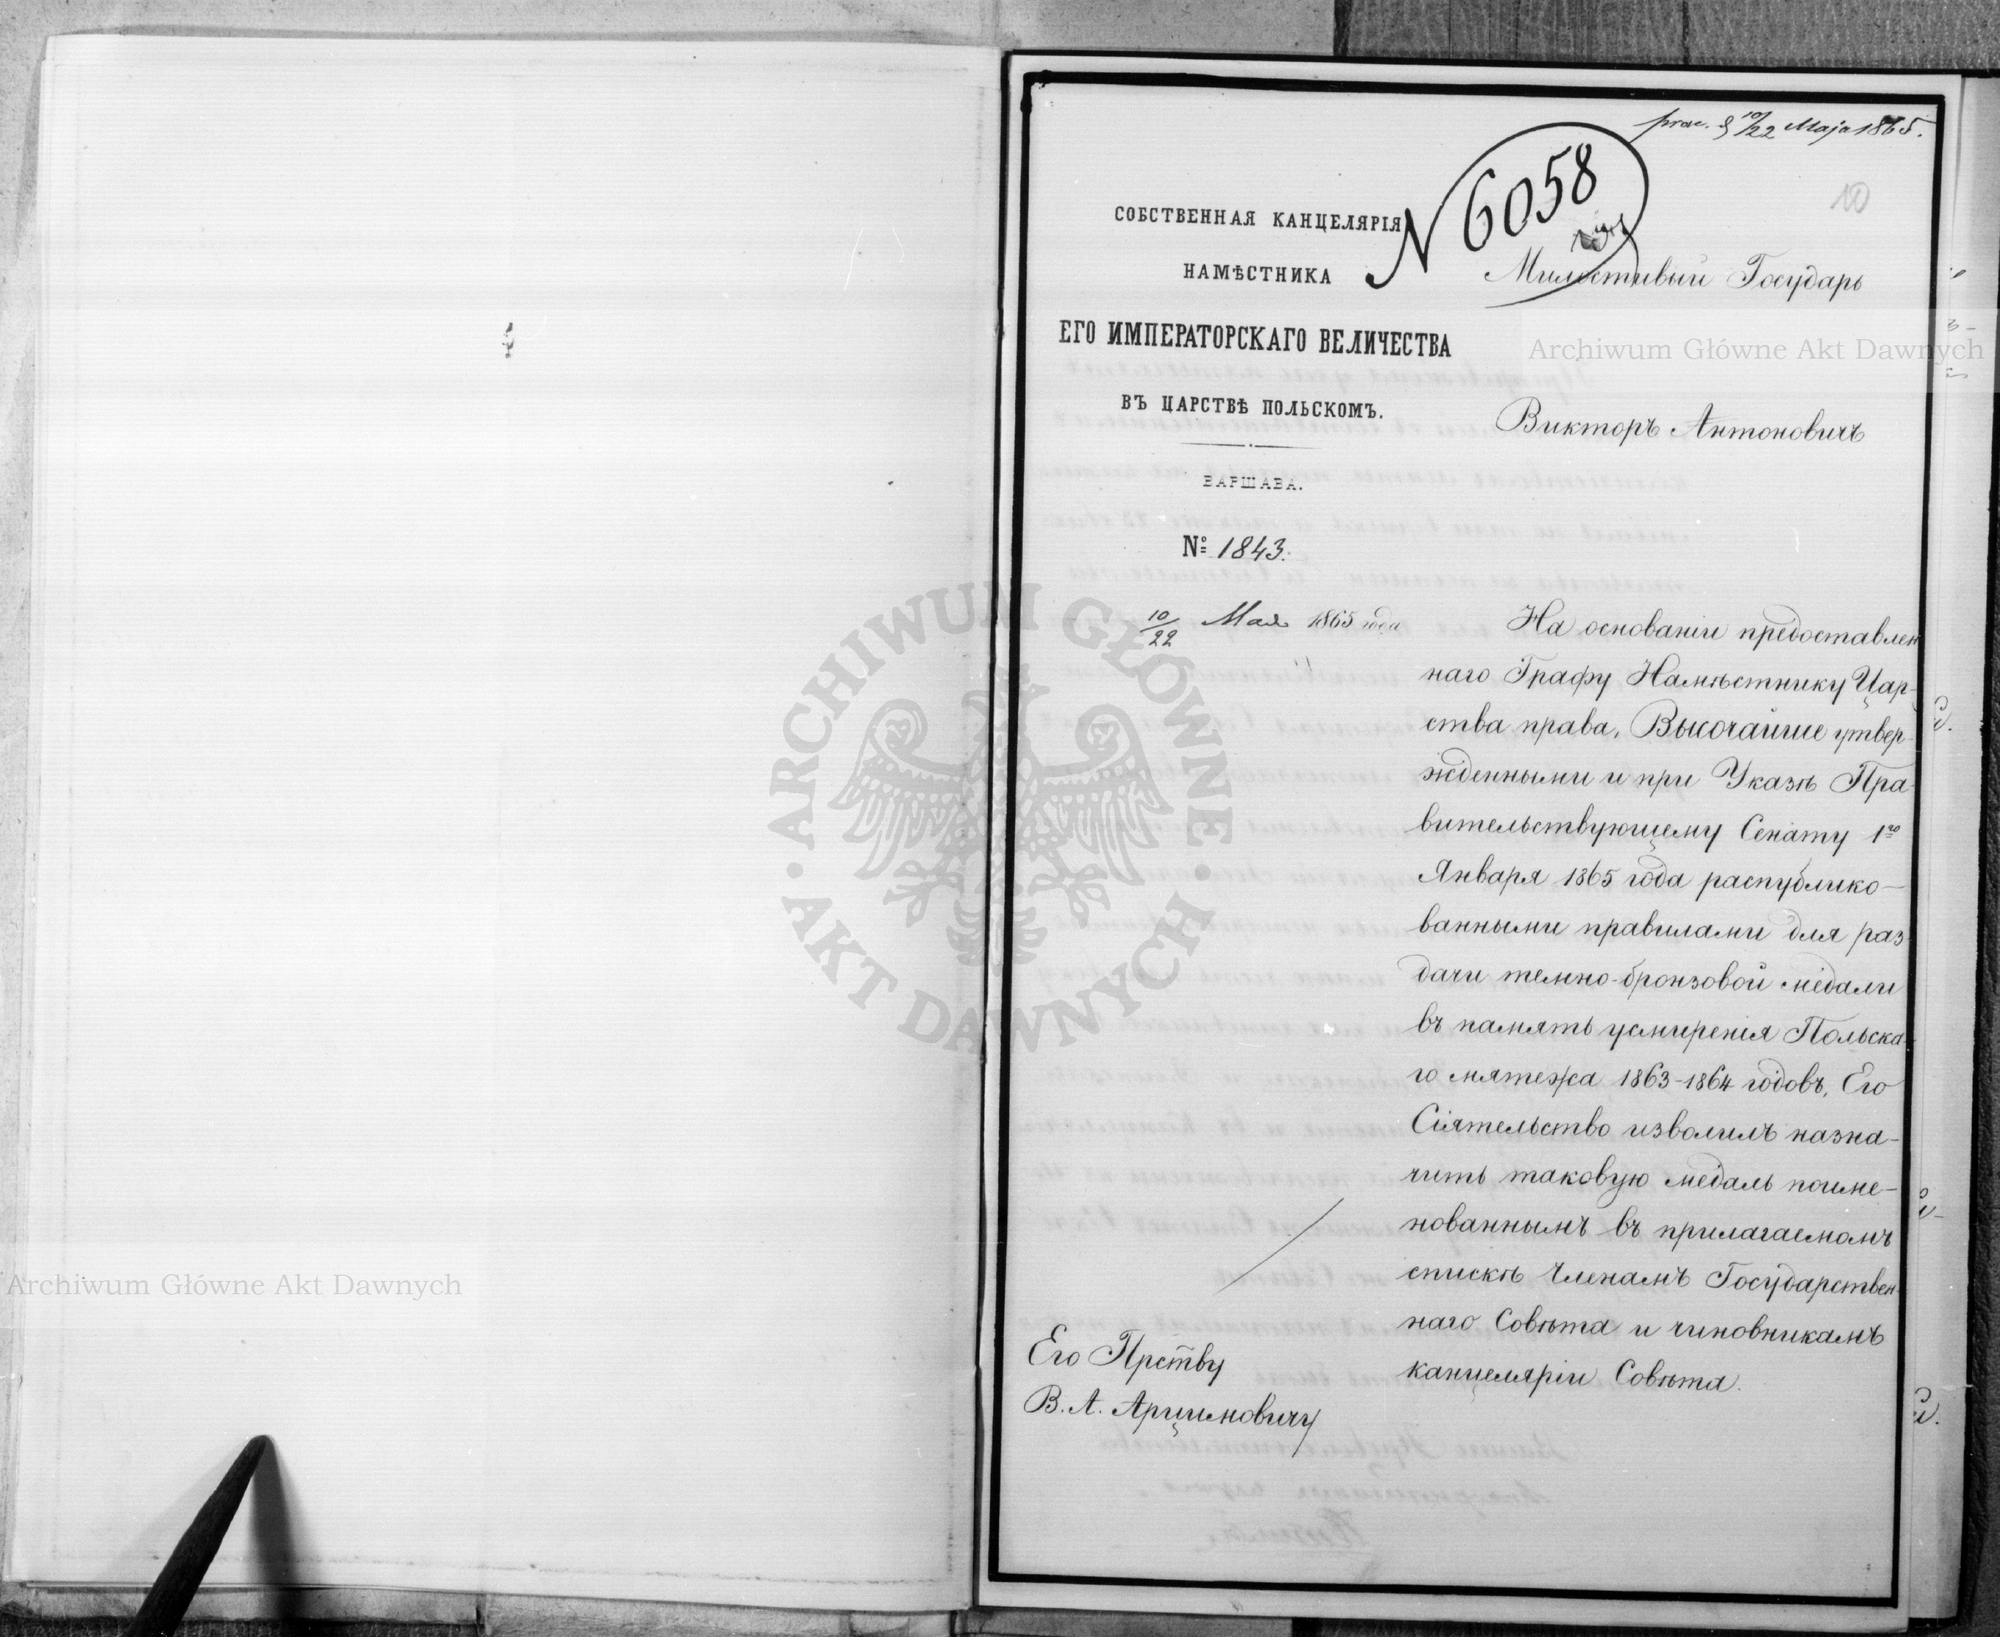 prae. d 10/22 Maja 1865.
N 6058
10
СОБСТВЕННАЯ КАНЦЕЛЯРІЯ
НАМѢСТНИКА
ЕГО ИМПЕРАТОРСКАГО ВЕЛИЧЕСТВА
ВЪ ЦАРСТВѢ ПОЛЬСКОМЪ.
ВАРШАВА.
№ 1843.
10/22 Мая 1865 года
Милостивый Государь
Викторъ Антоновичъ
На основаніи предоставлен
наго Графу Намѣстнику Цар-
ства права, Высочайше утвер-
жденными и при Указѣ Пра
вительствующему Сенату 1го
Января 1865 года распублико-
ванными правилами для раз
дачи темно-бронзовой медали
въ память усмиренія Польска
го мятежа 1863-1864 годовъ, Его
Сіятельство изволилъ назна-
чить таковую медаль поиме-
нованнымъ въ прилагаемомъ
спискѣ Членамъ Государствен
наго Совѣта и чиновникамъ
канцеляріи Совѣта.
Его Прству
В. А. Арцимовичу
Archiwum Główne Akt Dawnych
Archiwum Główne Akt Dawnych
ARCHIWUM GŁÓWNE · AKT DAWNYCH ·